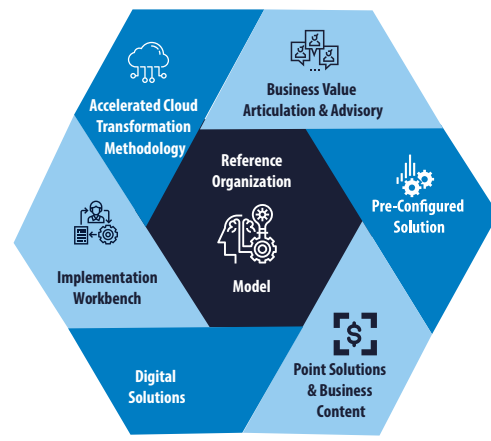 Accelerated Cloud
Transformation
Methodology
Business Value
Articulation & Advisory
Reference
Organization
Model
Pre-Configured
Solution
Implementation
Workbench
Point Solutions
& Business
Content
Digital
Solutions